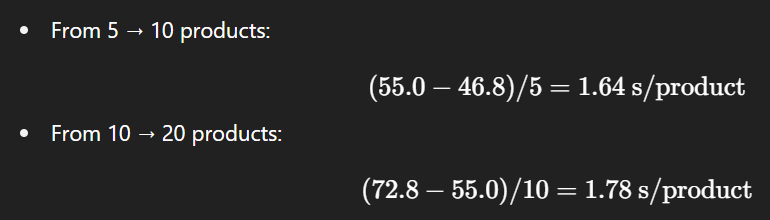 • From 5 → 10 products:
(55.0 − 46.8)/5 = 1.64 s/product
• From 10 → 20 products:
(72.8 − 55.0)/10 = 1.78 s/product